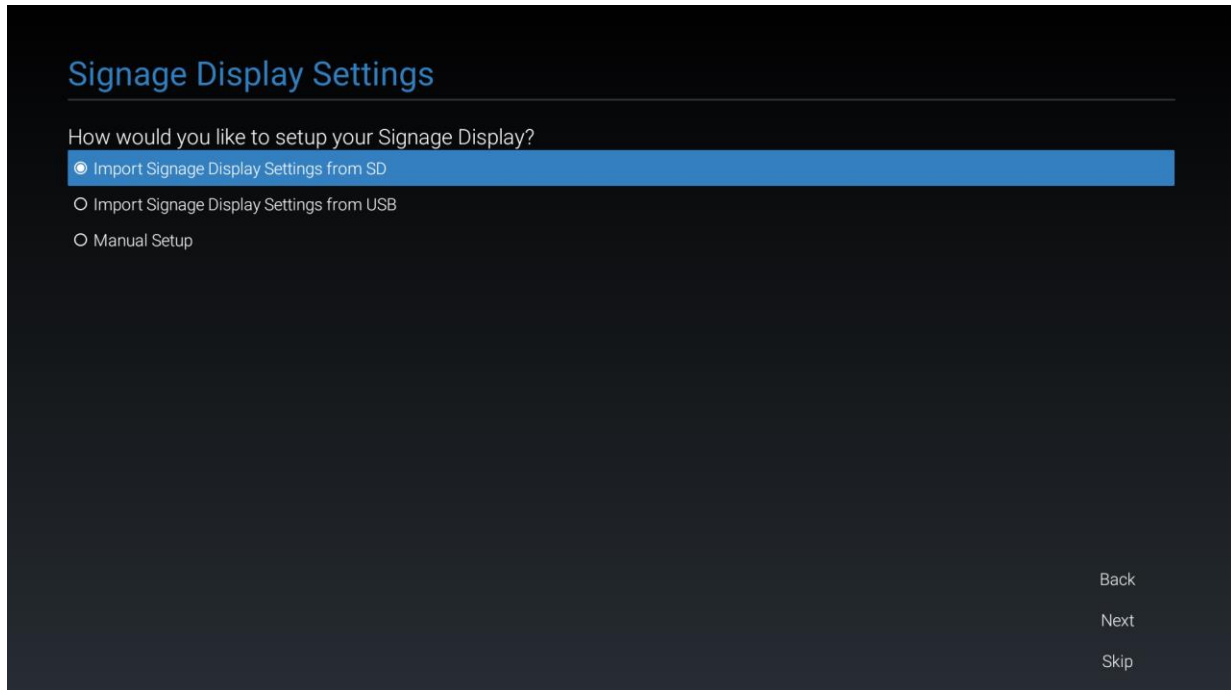 Signage Display Settings
How would you like to setup your Signage Display?
Import Signage Display Settings from SD
Import Signage Display Settings from USB
Manual Setup
Back
Next
Skip